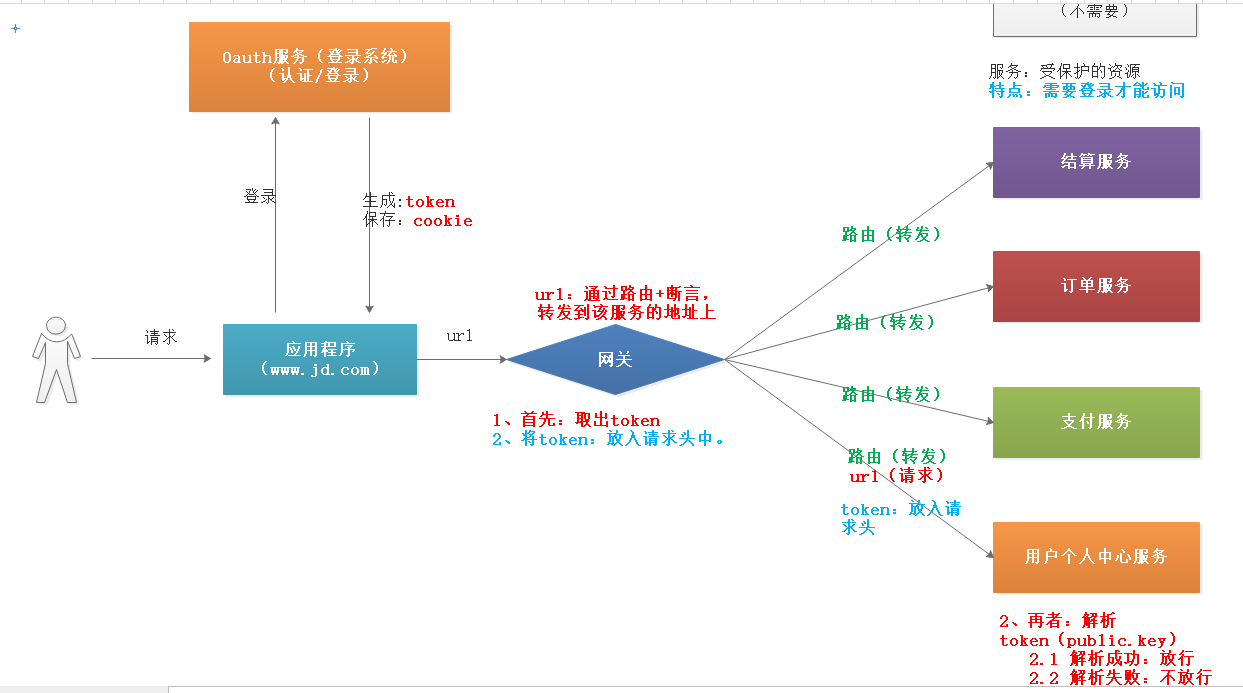 （不需要）
Oauth服务（登录系统）
（认证/登录）
服务：受保护的资源
特点：需要登录才能访问
结算服务
登录
生成:token
保存：cookie
路由（转发）
订单服务
url：通过路由+断言，
转发到该服务的地址上
路由（转发）
请求
应用程序
（www.jd.com）
url
网关
路由（转发）
支付服务
1、首先：取出token
2、将token：放入请求头中。
路由（转发）
url（请求）
token：放入请
求头
用户个人中心服务
2、再者：解析
token（public.key）
2.1 解析成功：放行
2.2 解析失败：不放行